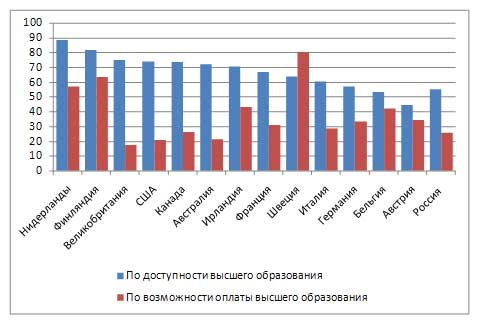 100
90
80
70
60
50
40
30
20
10
0
Нидерланды
Финляндия
Великобритания
США
Канада
Австралия
Ирландия
Франция
Швеция
Италия
Германия
Бельгия
Австрия
Россия
По доступности высшего образования
По возможности оплаты высшего образования